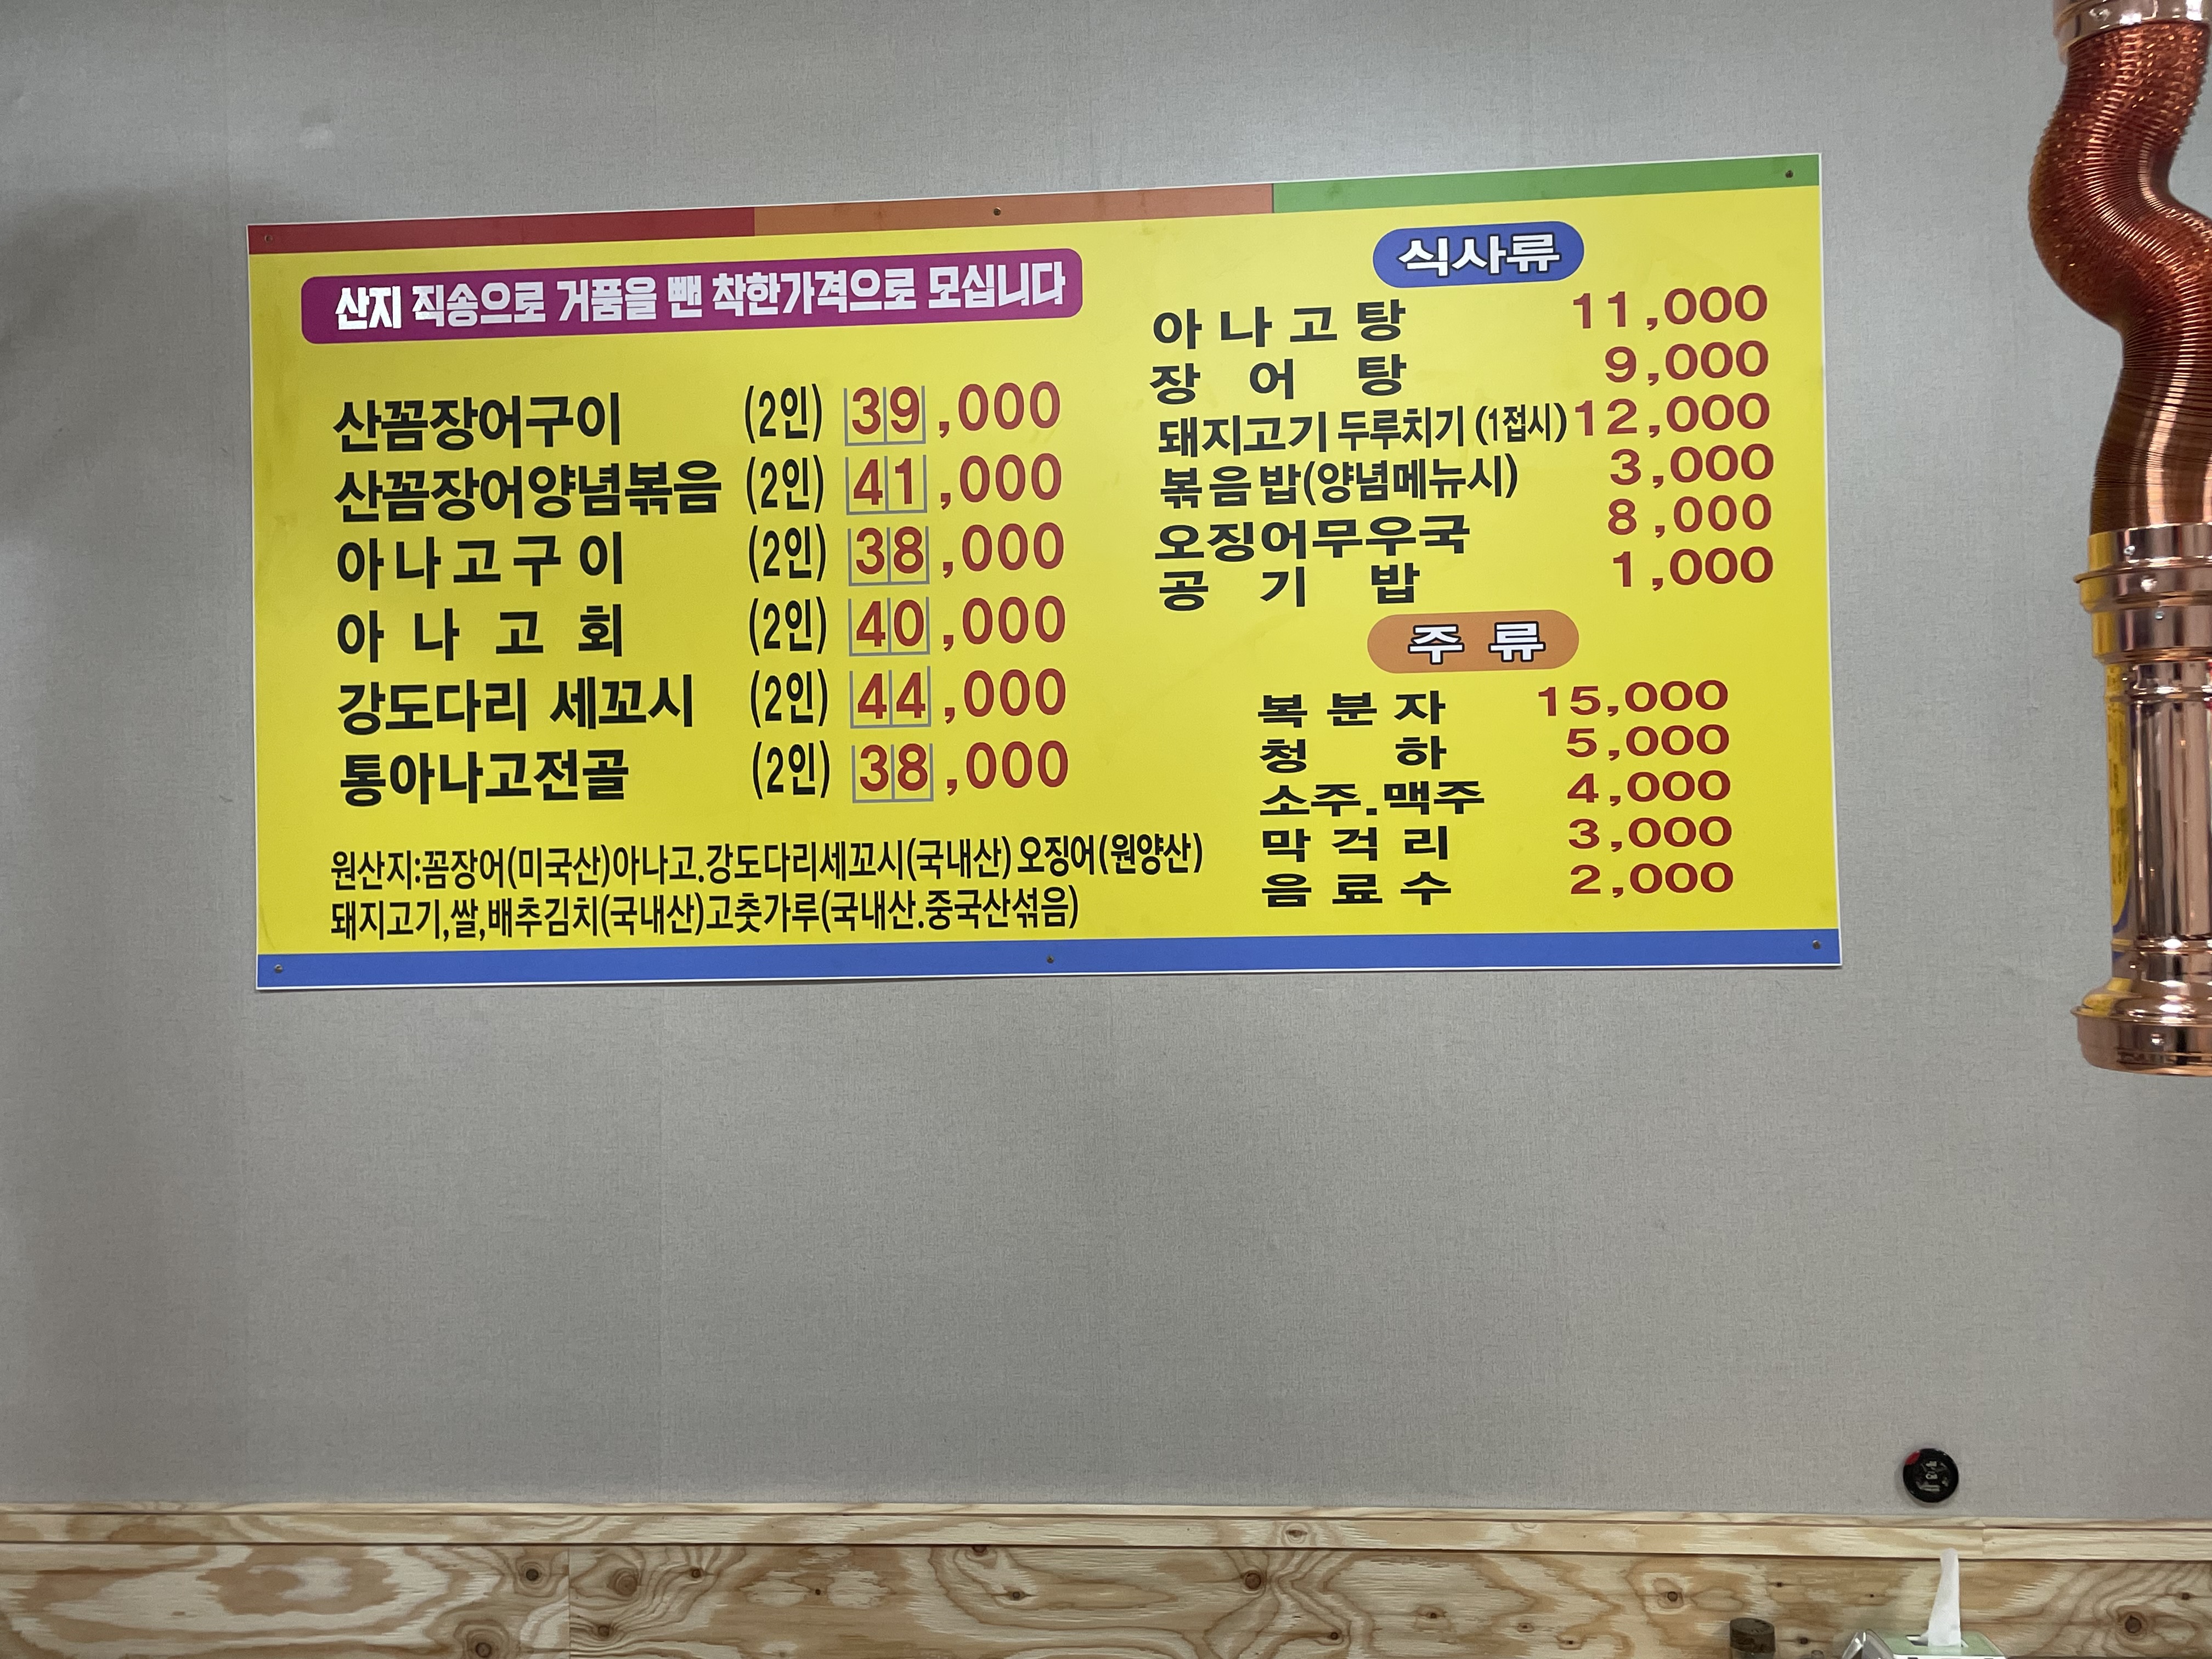 산지 직송으로 거품을 뺀 착한가격으로 모십니다
산꼼장어구이 (2인) 39,000
산꼼장어양념볶음 (2인) 41,000
아나고구이 (2인) 38,000
아나고회 (2인) 40,000
강도다리 세꼬시 (2인) 44,000
통아나고전골 (2인) 38,000
원산지:꼼장어(미국산)아나고.강도다리세꼬시(국내산) 오징어(원양산)
돼지고기,쌀,배추김치(국내산)고춧가루(국내산.중국산섞음)
식사류
아나고탕 11,000
장어탕 9,000
돼지고기 두루치기 (1접시) 12,000
볶음밥(양념메뉴시) 3,000
오징어무우국 8,000
공기밥 1,000
주류
복분자 15,000
청하 5,000
소주.맥주 4,000
막걸리 3,000
음료수 2,000